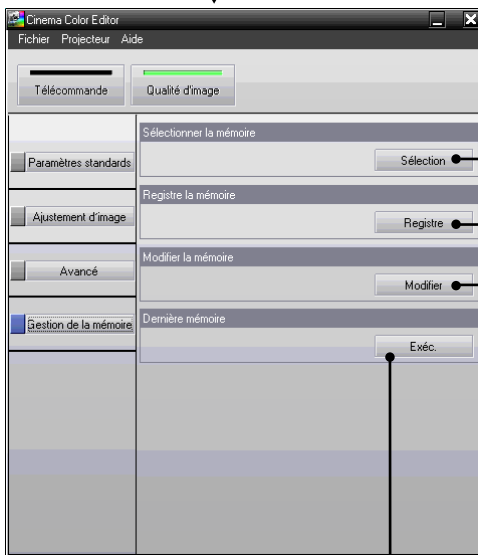 Cinema Color Editor
Fichier Projecteur Aide
Télécommande Qualité d'image
Sélectionner la mémoire
Paramètres standards Sélection
Registre la mémoire
Ajustement d'image Registre
Modifier la mémoire
Avancé Modifier
Gestion de la mémoire Dernière mémoire
Exéc.